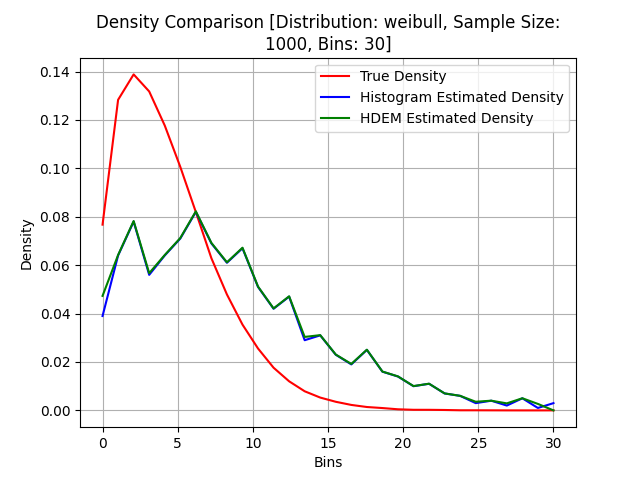 Density Comparison [Distribution: weibull, Sample Size:
1000, Bins: 30]
True Density
Histogram Estimated Density
HDEM Estimated Density
Density
0.14
0.12
0.10
0.08
0.06
0.04
0.02
0.00
0 5 10 15 20 25 30
Bins